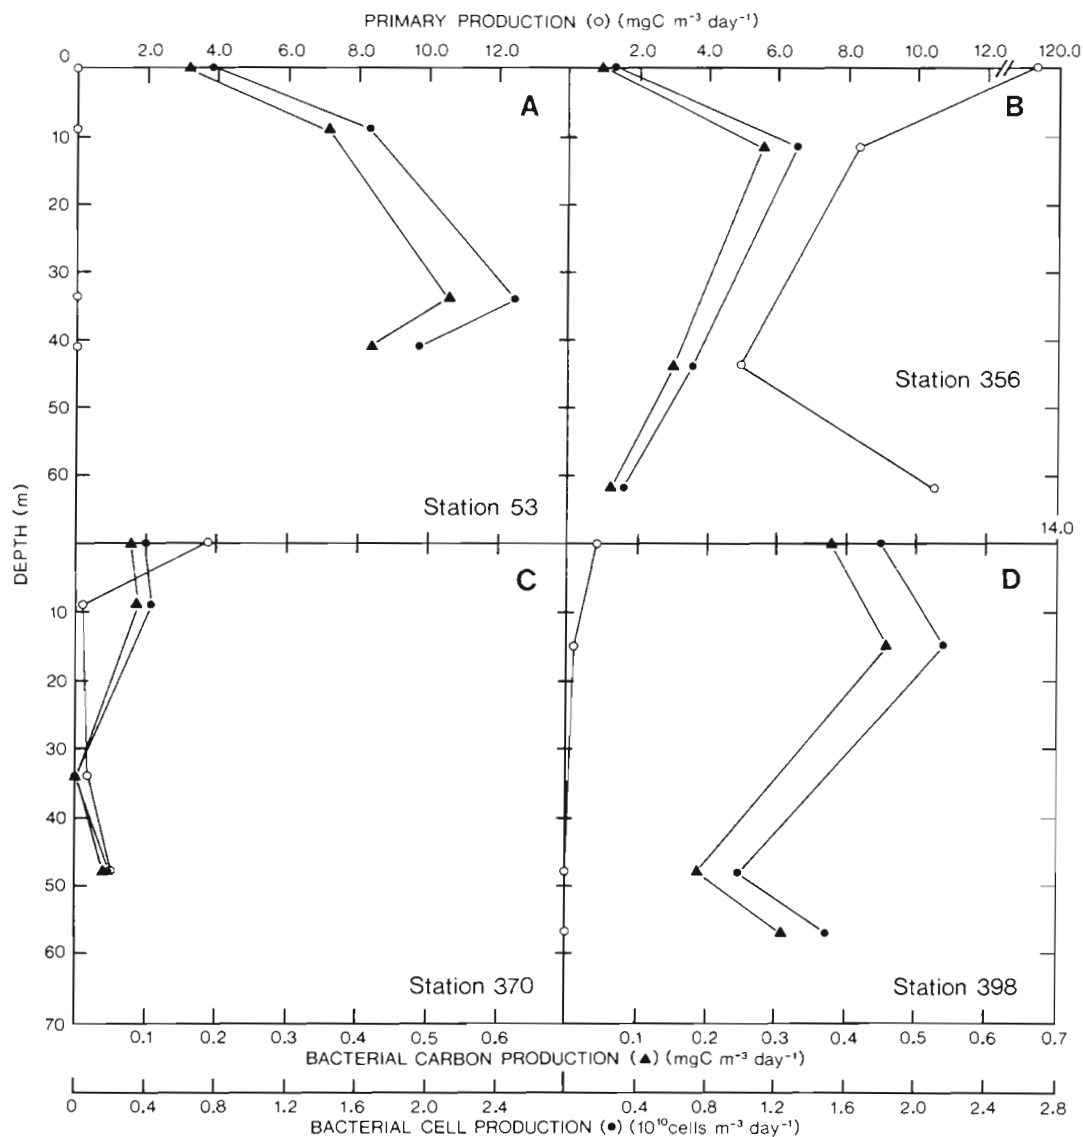 PRIMARY PRODUCTION (○) (mgC m⁻³ day⁻¹)
0 2.0 4.0 6.0 8.0 10.0 12.0 2.0 4.0 6.0 8.0 10.0 12.0 120.0
A B
10
20
30
40
50
60
Station 356
Station 53
14.0
DEPTH (m)
C D
10
20
30
40
50
60
Station 370 Station 398
70
0.1 0.2 0.3 0.4 0.5 0.6 0.1 0.2 0.3 0.4 0.5 0.6 0.7
BACTERIAL CARBON PRODUCTION (▲) (mgC m⁻³ day⁻¹)
0 0.4 0.8 1.2 1.6 2.0 2.4 0.4 0.8 1.2 1.6 2.0 2.4 2.8
BACTERIAL CELL PRODUCTION (●) (10¹⁰cells m⁻³ day⁻¹)